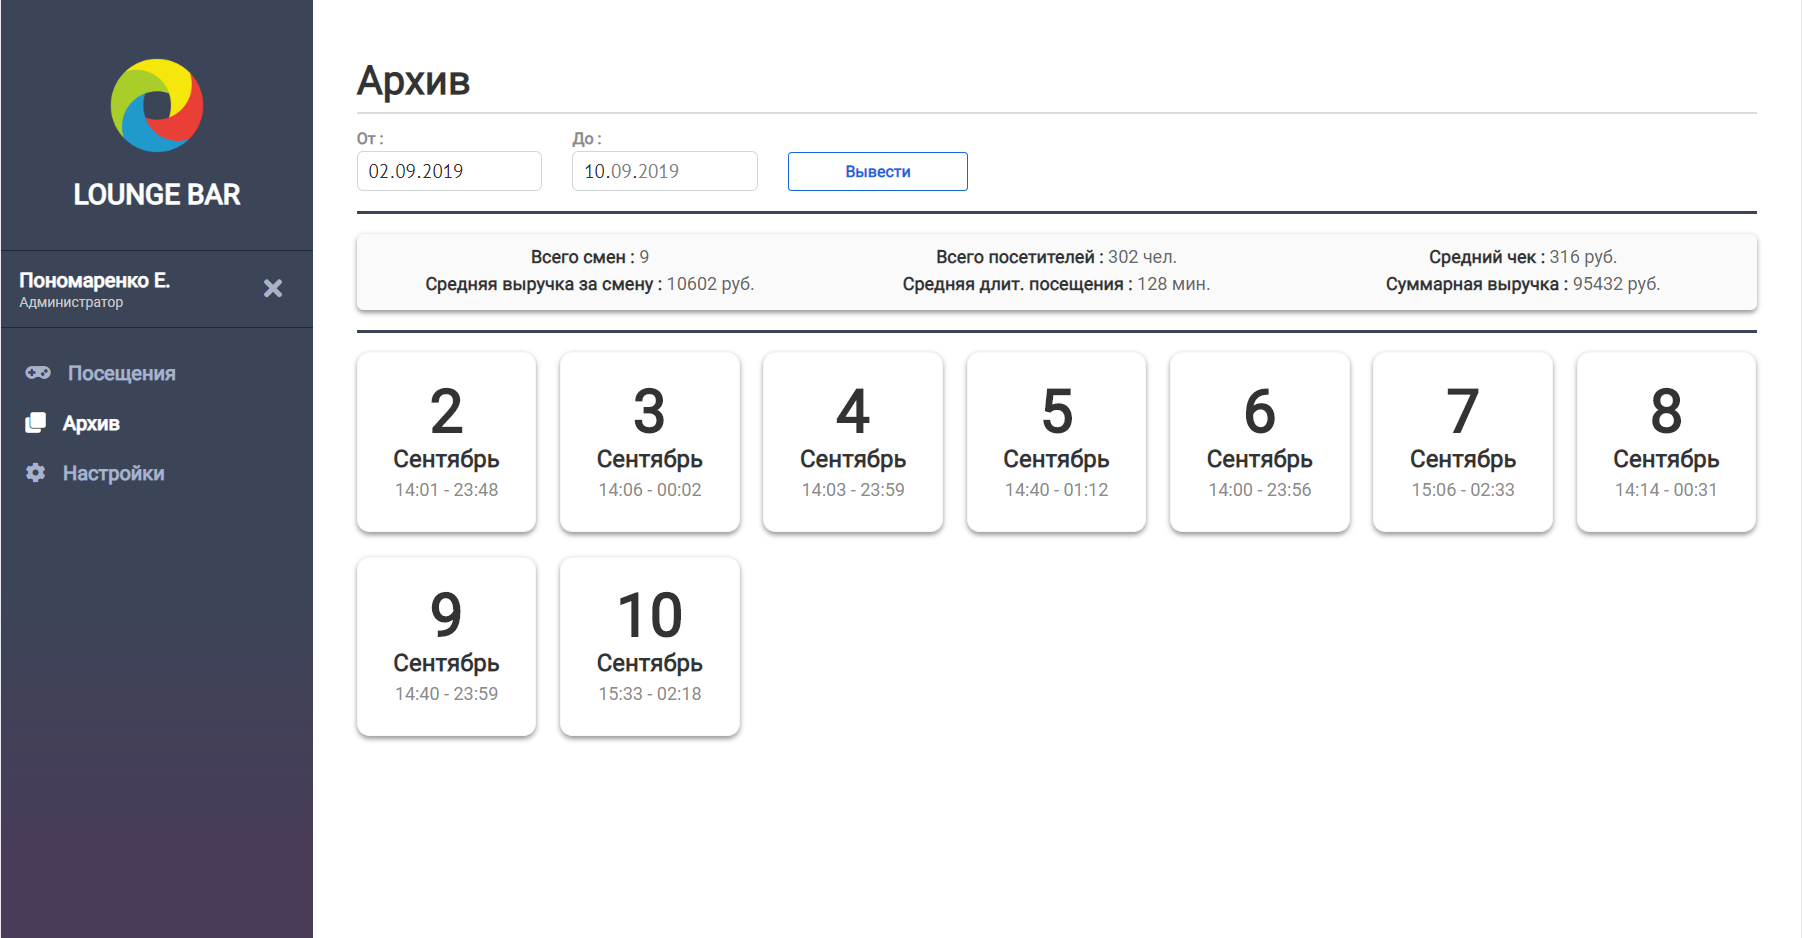 LOUNGE BAR
Пономаренко Е.
Администратор
Посещения
Архив
Настройки
Архив
От :
До :
02.09.2019
10.09.2019
Вывести
Всего смен : 9
Всего посетителей : 302 чел.
Средний чек : 316 руб.
Средняя выручка за смену : 10602 руб.
Средняя длит. посещения : 128 мин.
Суммарная выручка : 95432 руб.
2
Сентябрь
14:01 - 23:48
3
Сентябрь
14:06 - 00:02
4
Сентябрь
14:03 - 23:59
5
Сентябрь
14:40 - 01:12
6
Сентябрь
14:00 - 23:56
7
Сентябрь
15:06 - 02:33
8
Сентябрь
14:14 - 00:31
9
Сентябрь
14:40 - 23:59
10
Сентябрь
15:33 - 02:18